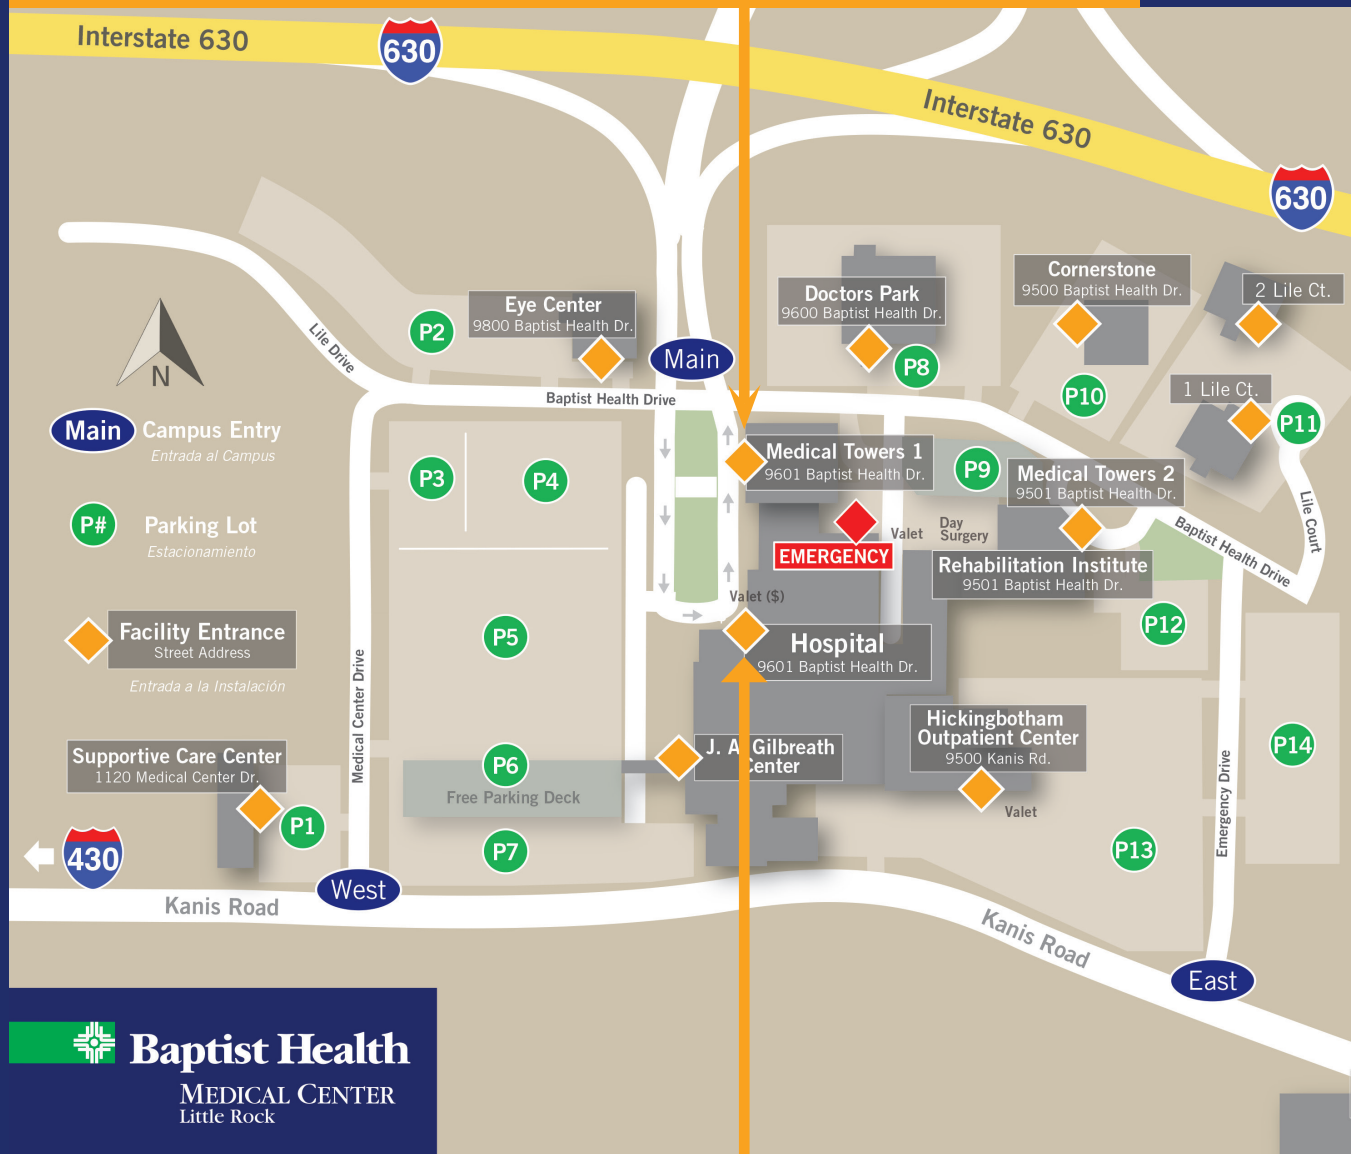 Interstate 630
630
Interstate 630
630
Cornerstone
9500 Baptist Health Dr.
2 Lile Ct.
Doctors Park
9600 Baptist Health Dr.
Eye Center
9800 Baptist Health Dr.
P2
Lile Drive
Main
P8
P10
1 Lile Ct.
P11
N
Baptist Health Drive
Main
Campus Entry
Entrada al Campus
P3
P4
Medical Towers 1
9601 Baptist Health Dr.
P9
Medical Towers 2
9501 Baptist Health Dr.
Lile Court
P#
Parking Lot
Estacionamiento
EMERGENCY
Valet
Day
Surgery
Baptist Health Drive
Rehabilitation Institute
9501 Baptist Health Dr.
Valet ($)
Facility Entrance
Street Address
Entrada a la Instalación
P5
Hospital
9601 Baptist Health Dr.
P12
Medical Center Drive
Supportive Care Center
1120 Medical Center Dr.
P1
P6
Free Parking Deck
J. A. Gilbreath
Center
Hickingbotham
Outpatient Center
9500 Kanis Rd.
Valet
P14
Emergency Drive
430
P7
P13
West
Kanis Road
Kanis Road
East
Baptist Health
MEDICAL CENTER
Little Rock